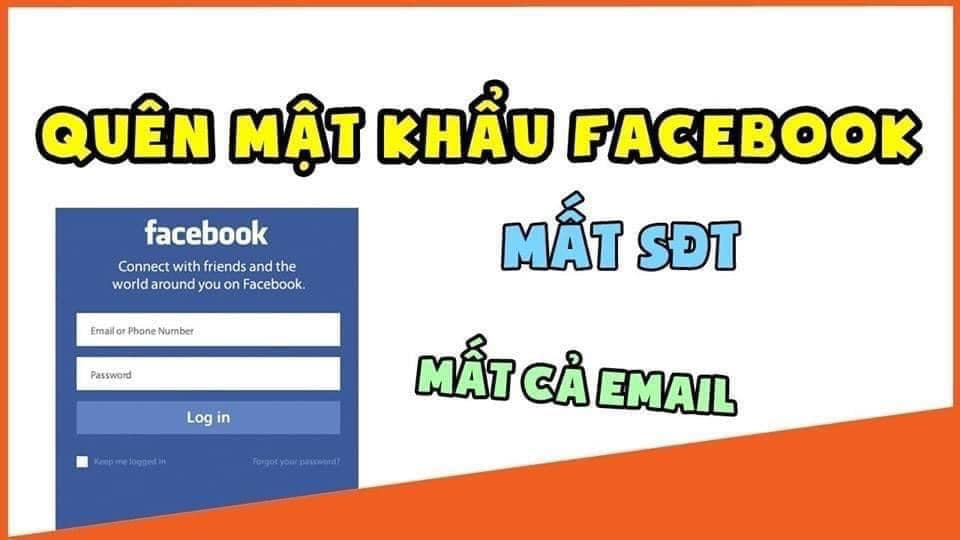 QUÊN MẬT KHẨU FACEBOOK
MẤT SĐT
MẤT CẢ EMAIL
facebook
Connect with friends and the
world around you on Facebook.
Email or Phone Number
Password
Log in
Keep me logged in
Forgot your password?